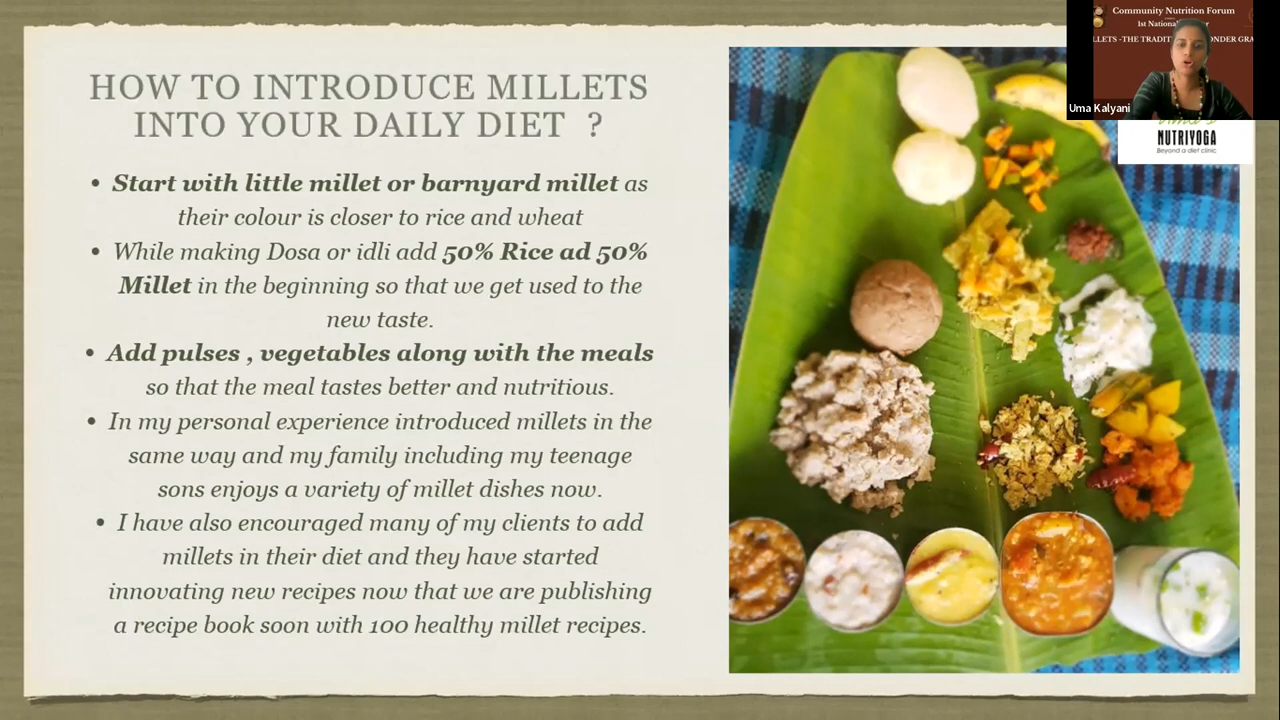 HOW TO INTRODUCE MILLETS
INTO YOUR DAILY DIET ?
• Start with little millet or barnyard millet as
their colour is closer to rice and wheat
• While making Dosa or idli add 50% Rice ad 50%
Millet in the beginning so that we get used to the
new taste.
• Add pulses , vegetables along with the meals
so that the meal tastes better and nutritious.
• In my personal experience introduced millets in the
same way and my family including my teenage
sons enjoys a variety of millet dishes now.
• I have also encouraged many of my clients to add
millets in their diet and they have started
innovating new recipes now that we are publishing
a recipe book soon with 100 healthy millet recipes.
Community Nutrition Forum
1st
-THE
Uma Kalyani
NUTRIYOGA
Beyond a diet clinic